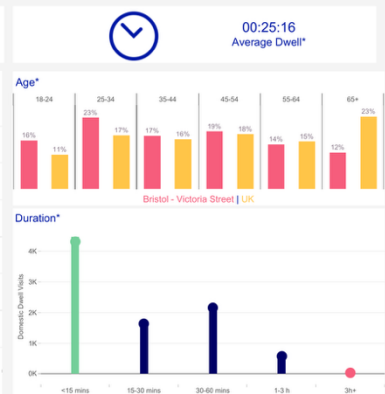 00:25:16
Average Dwell*
Age*
18-24 25-34 35-44 45-54 55-64 65+
16% 11% 23% 17% 17% 16% 19% 18% 14% 15% 12% 23%
Bristol - Victoria Street | UK
Duration*
Domestic Dwell Visits
4K
3K
2K
1K
0K
<15 mins 15-30 mins 30-60 mins 1-3 h 3h+